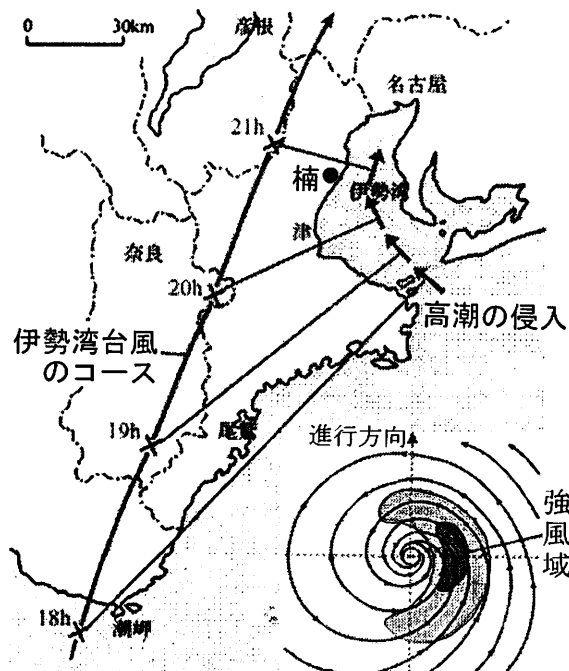 0 30km
彦根
名古屋
21h
楠
伊勢湾
津
奈良
20h
高潮の侵入
伊勢湾台風
のコース
19h
尾鷲
進行方向
強風域
18h
潮岬